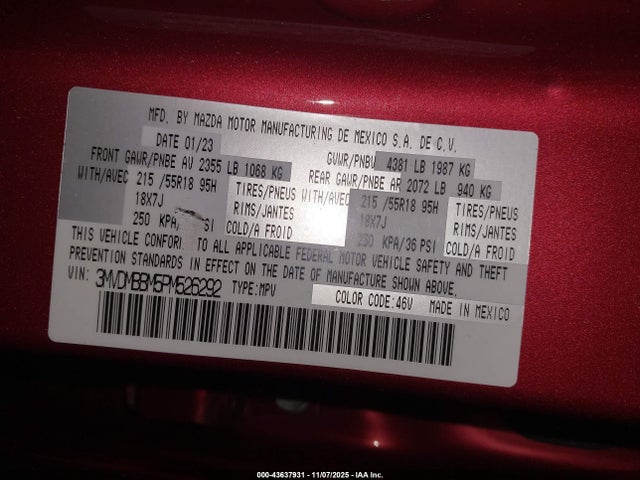 MFD. BY MAZDA MOTOR MANUFACTURING DE MEXICO S.A. DE C.V.
DATE 01/23 GVWR/PNBV 4381 LB 1987 KG
FRONT GAWR/PNBE AV 2355 LB 1068 KG REAR GAWR/PNBE AR 2072 LB 940 KG
WITH/AVEC 215 /55R18 95H TIRES/PNEUS WITH/AVEC 215 /55R18 95H TIRES/PNEUS
18X7J RIMS/JANTES 18X7J RIMS/JANTES
250 KPA/ SI COLD/A FROID 250 KPA/36 PSI COLD/A FROID
THIS VEHICLE CONFOR TO ALL APPLICABLE FEDERAL MOTOR VEHICLE SAFETY AND THEFT
PREVENTION STANDARDS IN EFFECT ON THE DATE OF MANUFACTURE SHOWN ABOVE.
VIN: 3MVDMBBM5PM526292 TYPE:MPV
COLOR CODE:46V MADE IN MEXICO
000-43637931 - 11/07/2025 - IAA Inc.